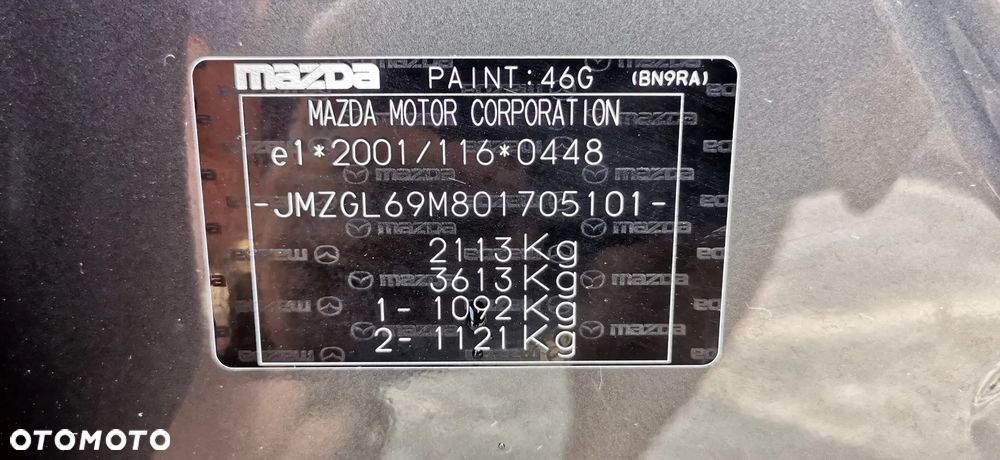 mazda PAINT:46G (BN9RA)
MAZDA MOTOR CORPORATION
e1*2001/116*0448
-JMZGL69M801705101-
2113Kg
3613Kg
1- 1092Kg
2- 1121Kg
OTOMOTO